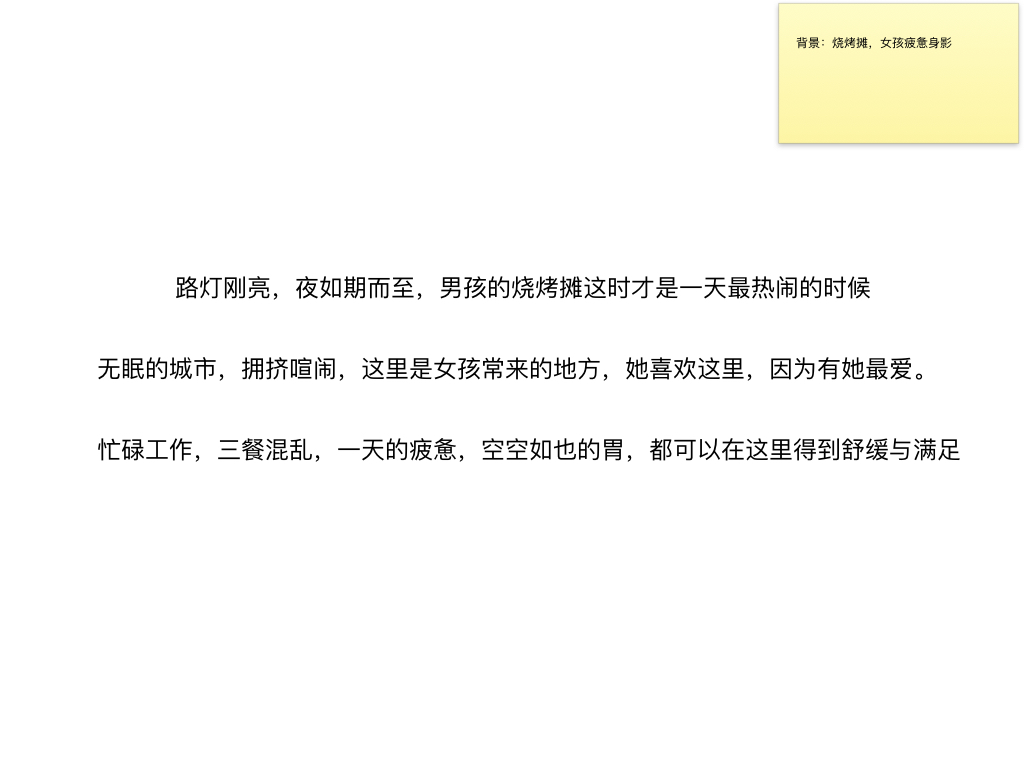 背景：烧烤摊，女孩疲惫身影
路灯刚亮，夜如期而至，男孩的烧烤摊这时才是一天最热闹的时候
无眠的城市，拥挤喧闹，这里是女孩常来的地方，她喜欢这里，因为有她最爱。
忙碌工作，三餐混乱，一天的疲惫，空空如也的胃，都可以在这里得到舒缓与满足